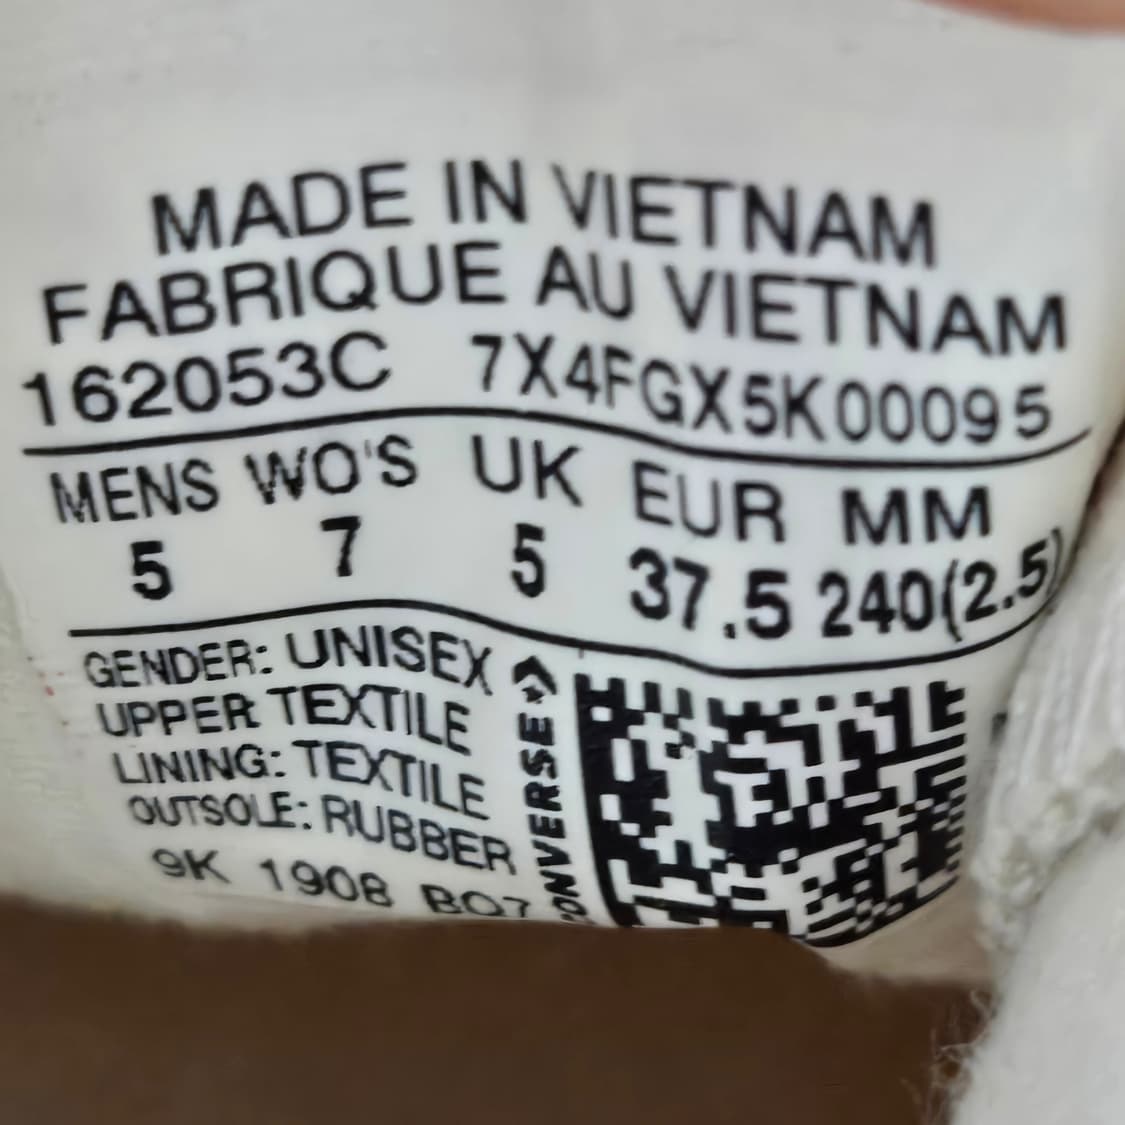 MADE IN VIETNAM
FABRIQUE AU VIETNAM
162053C 7X4FGX5K00095
MENS WO'S UK EUR MM
5 7 5 37.5 240(2.5)
GENDER: UNISEX
UPPER TEXTILE
LINING: TEXTILE
OUTSOLE: RUBBER
9K 1908 BQ7
CONVERSE